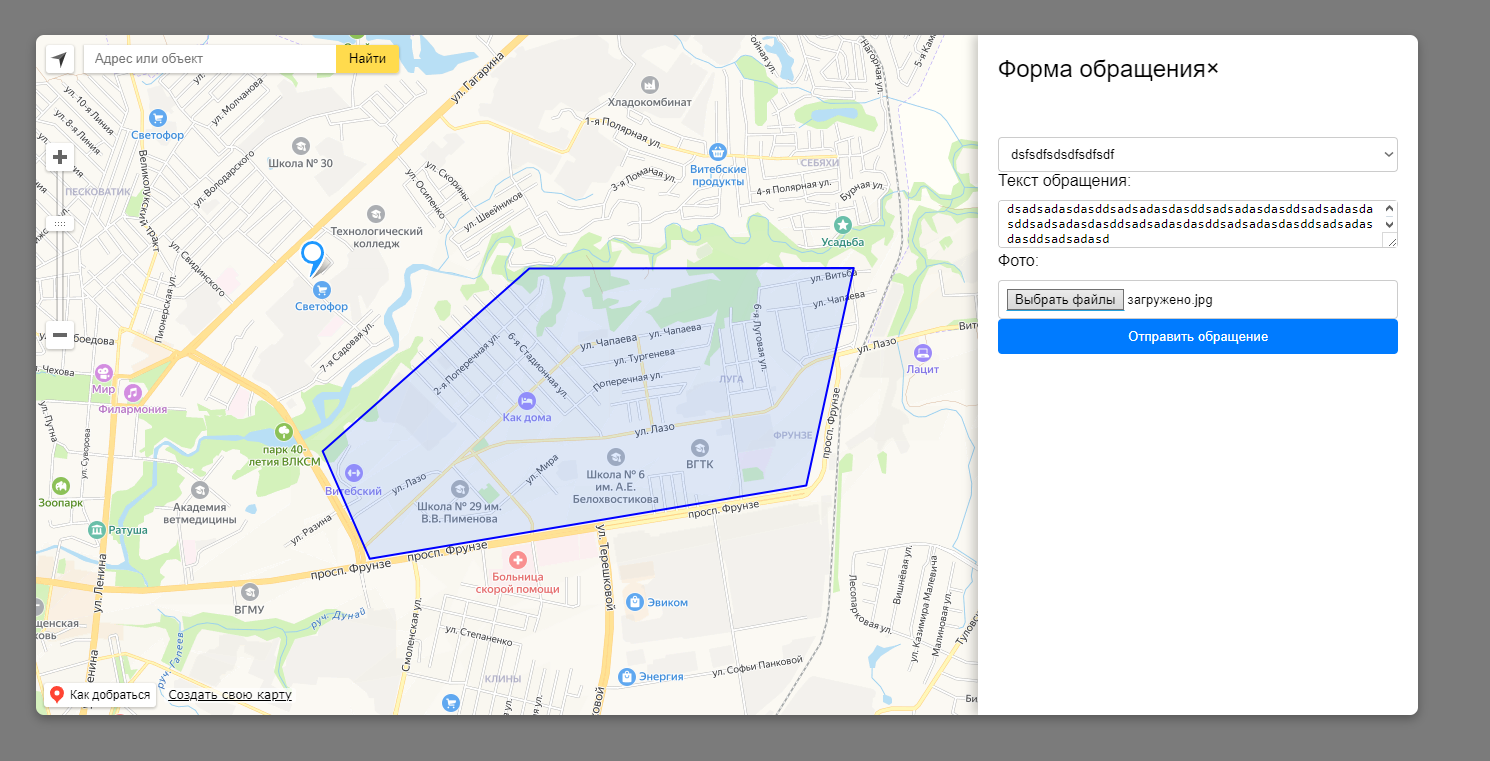 Адрес или объект
Найти
Форма обращения×
dsfsdfsdsdfsdfsdf
Текст обращения:
dsadsadasdasddsadsadasdasddsadsadasdasddsadsadasda
sddsadsadasdasddsadsadasdasddsadsadasdasddsadsadas
dasddsadsadasd
Фото:
Выбрать файлы загружено.jpg
Отправить обращение
ул. Гагарина
Нагорная ул.
Хладокомбинат
ул. 10-я Линия
ул. 8-я Линия
ул. Молчанова
Светофор
1-я Полярная ул.
Школа № 30
Великолукский тракт
ул. Володарского
ПЕСКОВАТИК
ул. Скорины
ул. Осипенко
ул. Швейников
Витебские
продукты
СЕБЯХИ
3-я Ломаная ул.
4-я Полярная ул.
Бурная ул.
Технологический
колледж
Усадьба
ул. Свидинского
Пионерская ул.
Светофор
ул. Витьба
ул. Чапаева
6-я Луговая ул.
7-я Садовая ул.
2-я Поперечная ул.
6-я Стадионная ул.
ул. Чапаева
ул. Тургенева
Поперечная ул.
ЛУГА
ул. Лазо
Лацит
Мир
Филармония
Как дома
ул. Путна
ул. Суворова
парк 40-
летия ВЛКСМ
ул. Лазо
ФРУНЗЕ
просп. Фрунзе
ВГТК
Школа № 6
им. А.Е.
Белохвостикова
ул. Мира
Витебский
ул. Лазо
Школа № 29 им.
В.В. Пименова
Зоопарк
Академия
ветмедицины
Ратуша
ул. Разина
просп. Фрунзе
просп. Фрунзе
просп. Фрунзе
ул. Терешковой
Больница
скорой помощи
ул. Ленина
ВГМУ
руч. Дунай
руч. Гапеев
Смоленская ул.
ул. Степаненко
Эвиком
Лесопарковая ул.
Вишнёвая ул.
ул. Казимира Малевича
Малиновая ул.
ул. Софьи Панковой
Энергия
КЛИНЫ
Как добраться
Создать свою карту